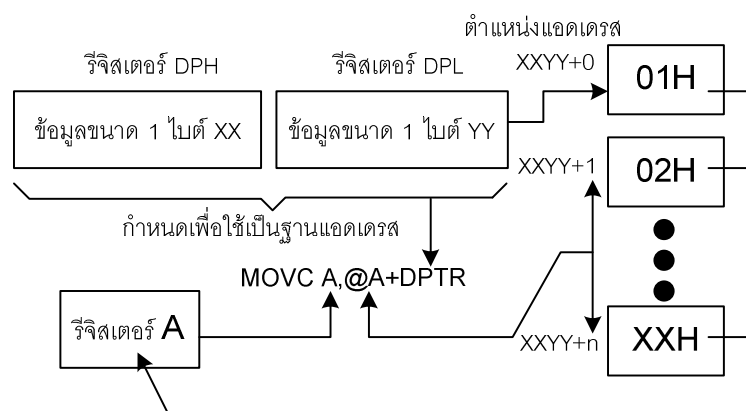 ตำแหน่งแอดเดรส
รีจิสเตอร์ DPH
รีจิสเตอร์ DPL
XXYY+0
01H
ข้อมูลขนาด 1 ไบต์ XX
ข้อมูลขนาด 1 ไบต์ YY
XXYY+1
02H
กำหนดเพื่อใช้เป็นฐานแอดเดรส
MOVC A,@A+DPTR
รีจิสเตอร์ A
XXYY+n
XXH